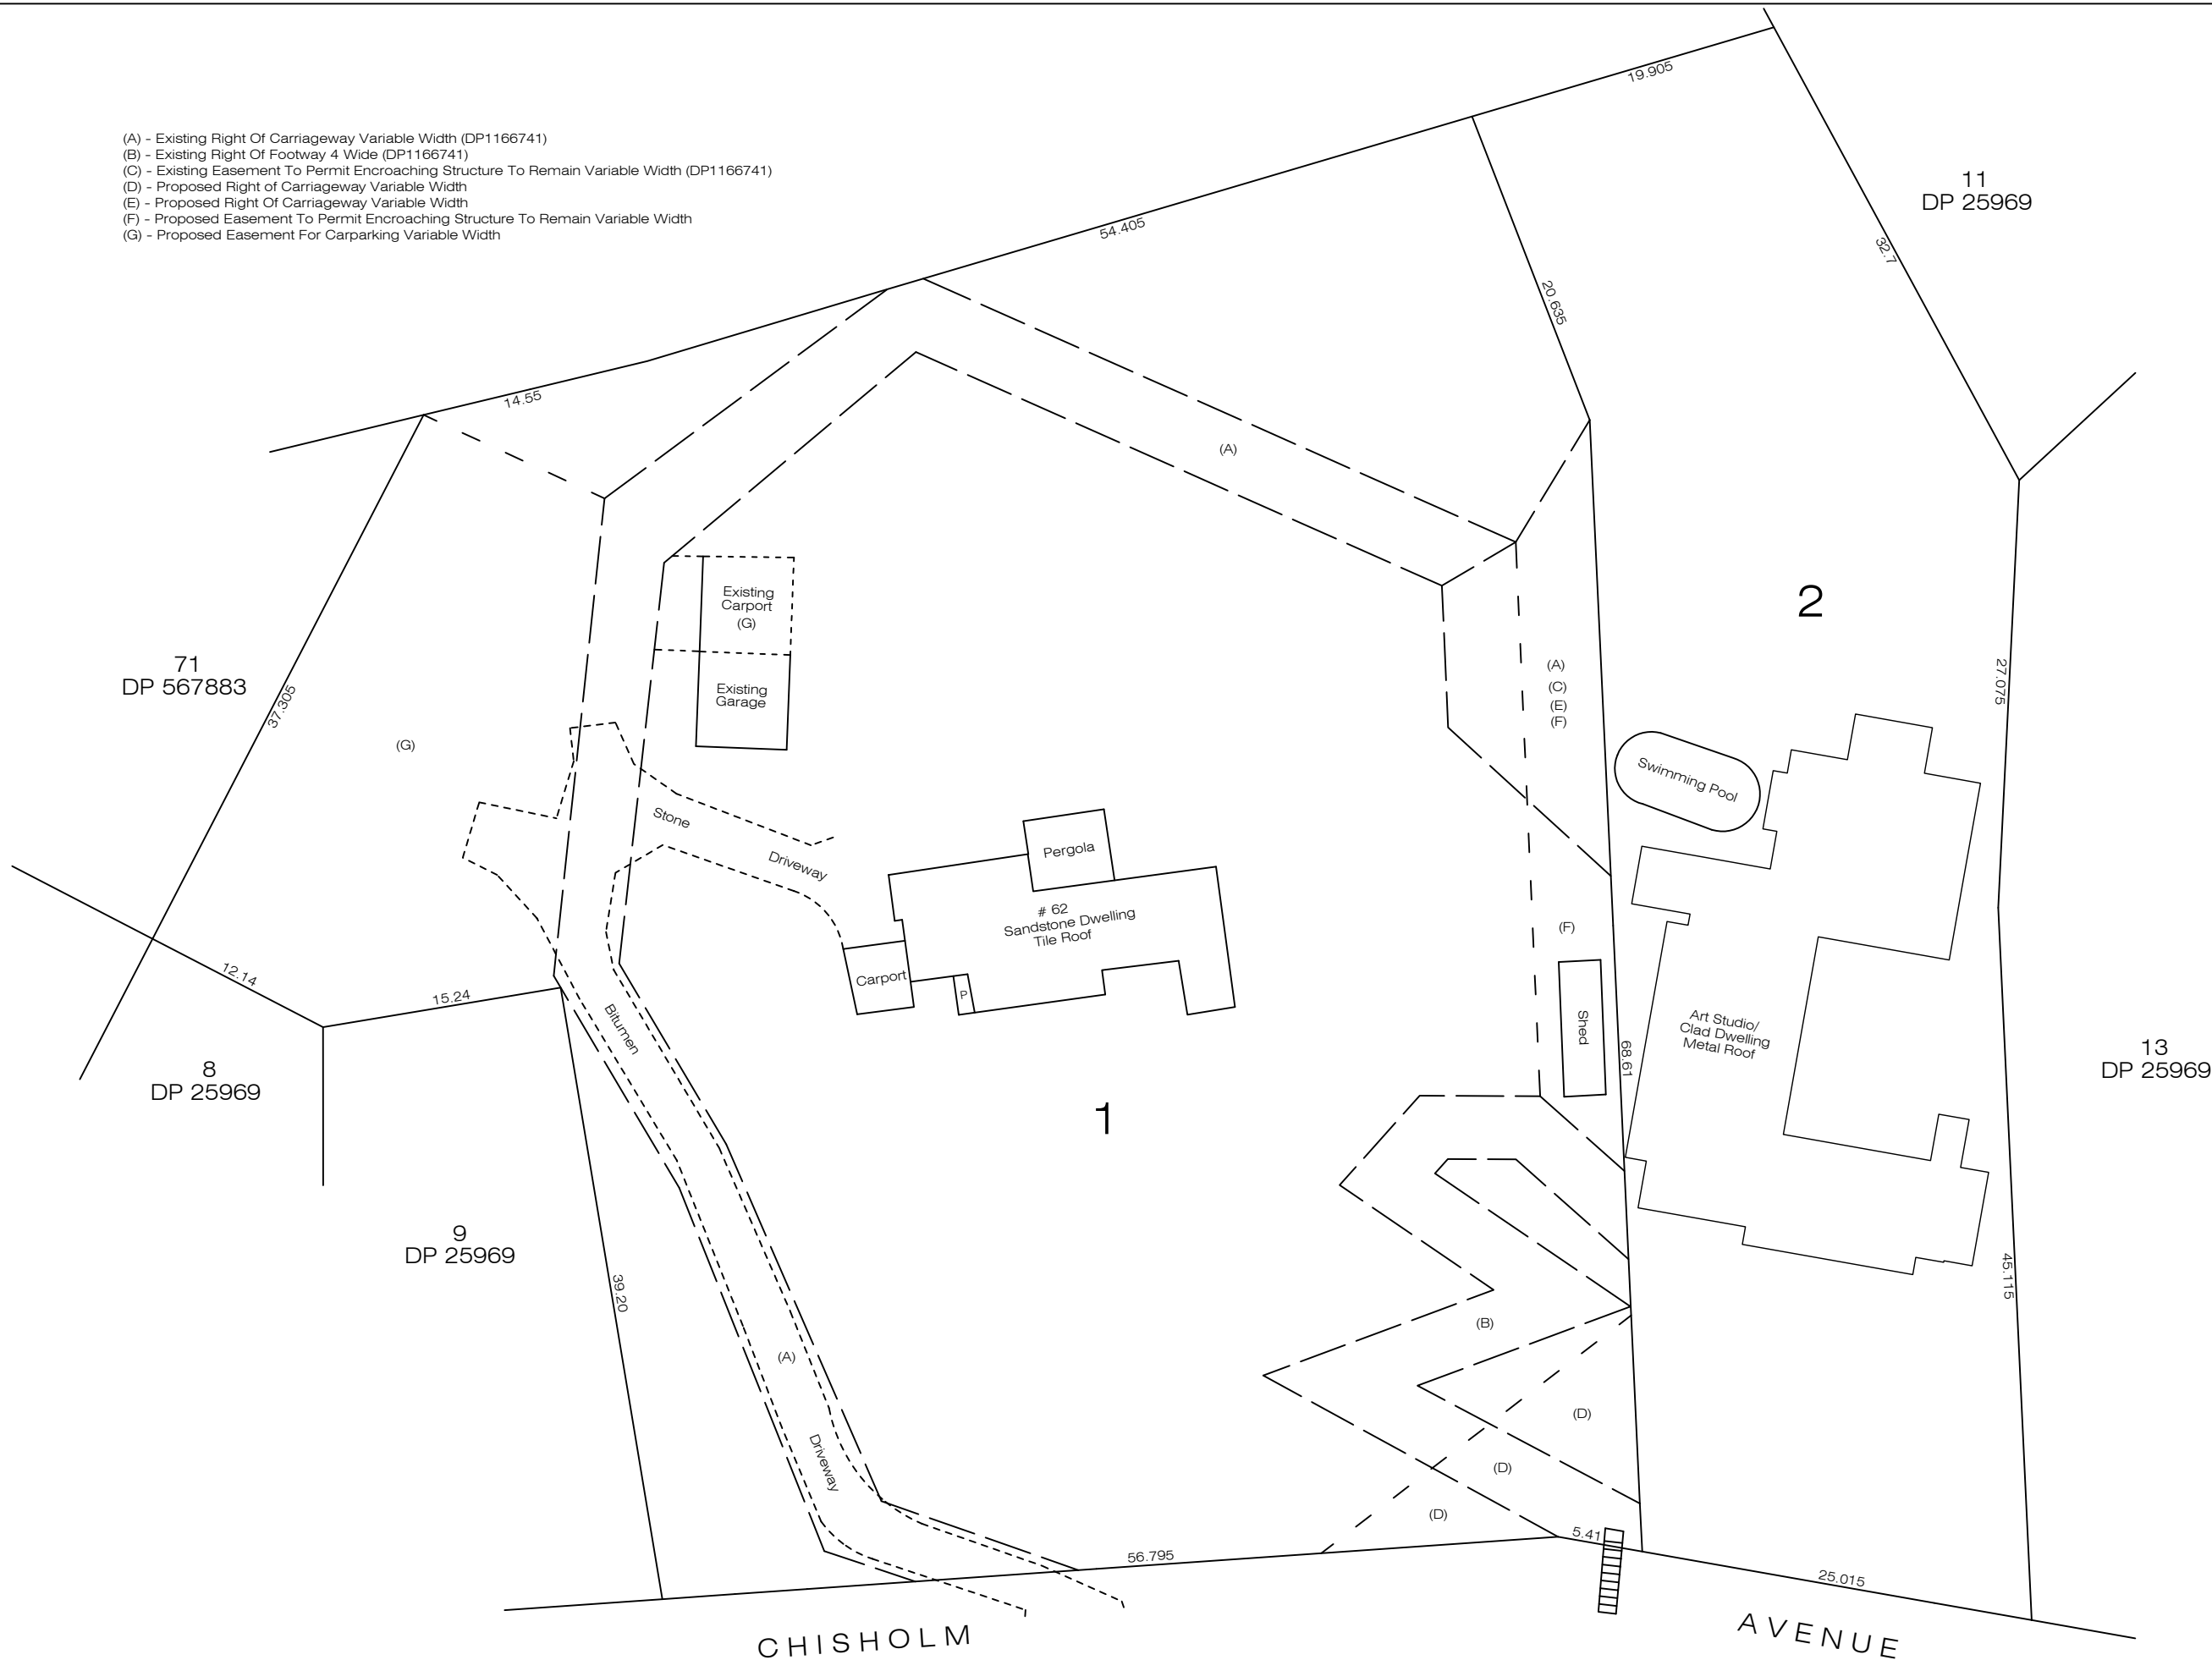 19.905
(A) - Existing Right Of Carriageway Variable Width (DP1166741)
(B) - Existing Right Of Footway 4 Wide (DP1166741)
(C) - Existing Easement To Permit Encroaching Structure To Remain Variable Width (DP1166741)
(D) - Proposed Right of Carriageway Variable Width
(E) - Proposed Right Of Carriageway Variable Width
(F) - Proposed Easement To Permit Encroaching Structure To Remain Variable Width
(G) - Proposed Easement For Carparking Variable Width
11
DP 25969
54.405
32.7
20.635
14.55
(A)
Existing
Carport
(G)
2
71
DP 567883
37.305
Existing
Garage
(A)
(C)
(E)
(F)
27.075
(G)
Swimming Pool
Stone
Driveway
Pergola
# 62
Sandstone Dwelling
Tile Roof
(F)
12.14
15.24
Carport
P
Bitumen
Shed
68.61
Art Studio/
Clad Dwelling
Metal Roof
8
DP 25969
13
DP 25969
1
9
DP 25969
39.20
45.115
(B)
(A)
(D)
Driveway
(D)
(D)
5.41
56.795
25.015
CHISHOLM
AVENUE